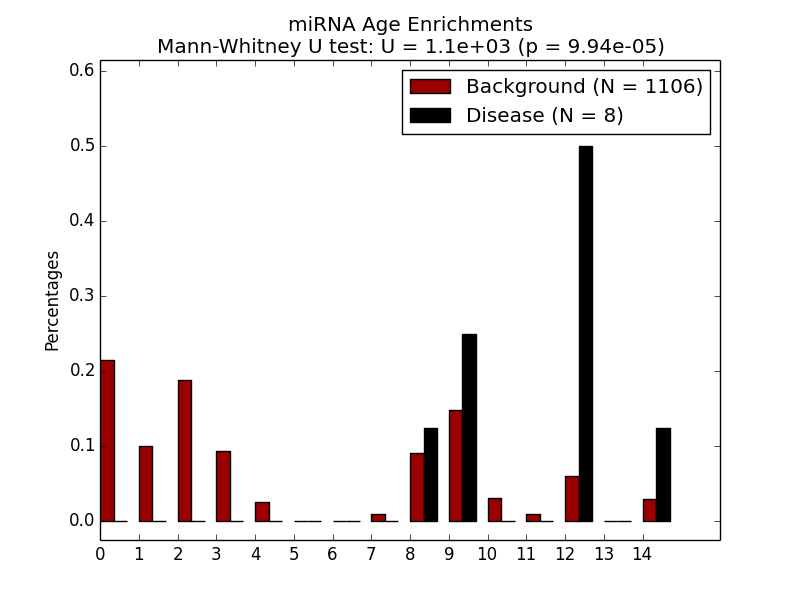 miRNA Age Enrichments
Mann-Whitney U test: U = 1.1e+03 (p = 9.94e-05)
Background (N = 1106)
Disease (N = 8)
Percentages
0.6
0.5
0.4
0.3
0.2
0.1
0.0
0 1 2 3 4 5 6 7 8 9 10 11 12 13 14